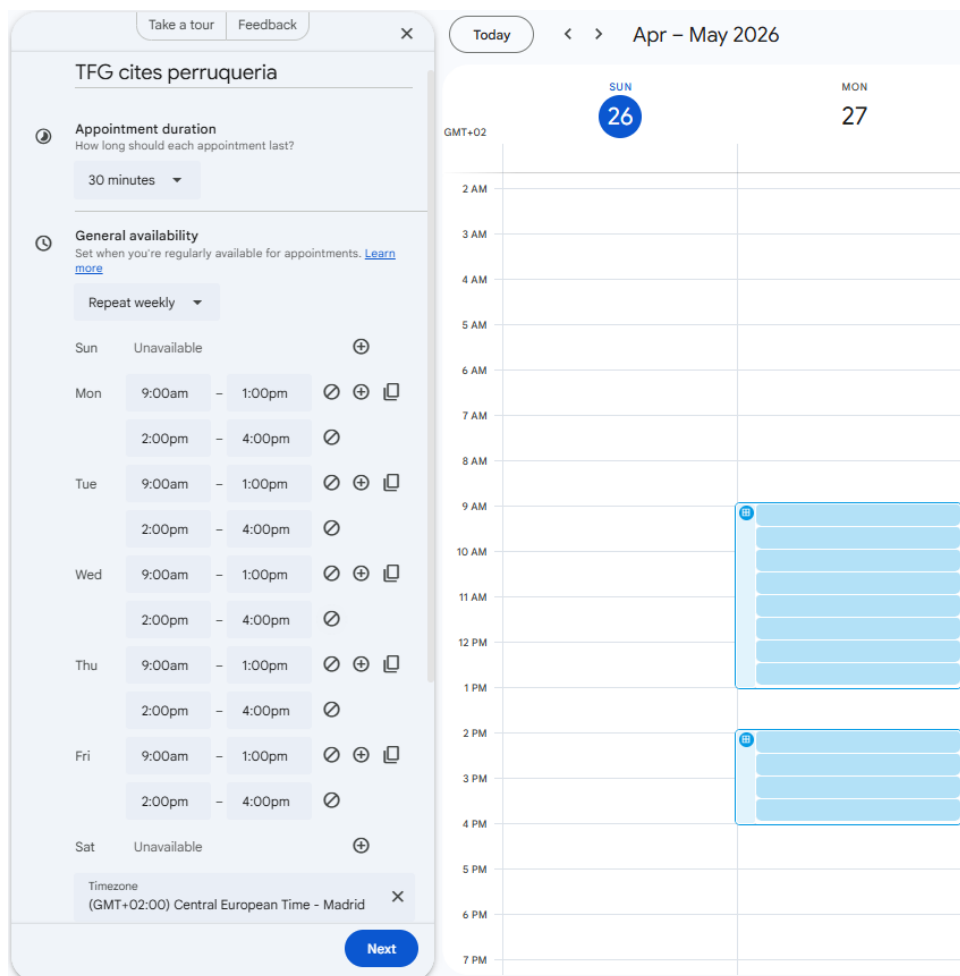 Take a tour
Feedback
TFG cites perruqueria
Appointment duration
How long should each appointment last?
30 minutes
General availability
Set when you're regularly available for appointments. Learn
more
Repeat weekly
Sun Unavailable
Mon 9:00am – 1:00pm
2:00pm – 4:00pm
Tue 9:00am – 1:00pm
2:00pm – 4:00pm
Wed 9:00am – 1:00pm
2:00pm – 4:00pm
Thu 9:00am – 1:00pm
2:00pm – 4:00pm
Fri 9:00am – 1:00pm
2:00pm – 4:00pm
Sat Unavailable
Timezone
(GMT+02:00) Central European Time - Madrid
Next
Today
Apr – May 2026
SUN
26
MON
27
GMT+02
2 AM
3 AM
4 AM
5 AM
6 AM
7 AM
8 AM
9 AM
10 AM
11 AM
12 PM
1 PM
2 PM
3 PM
4 PM
5 PM
6 PM
7 PM